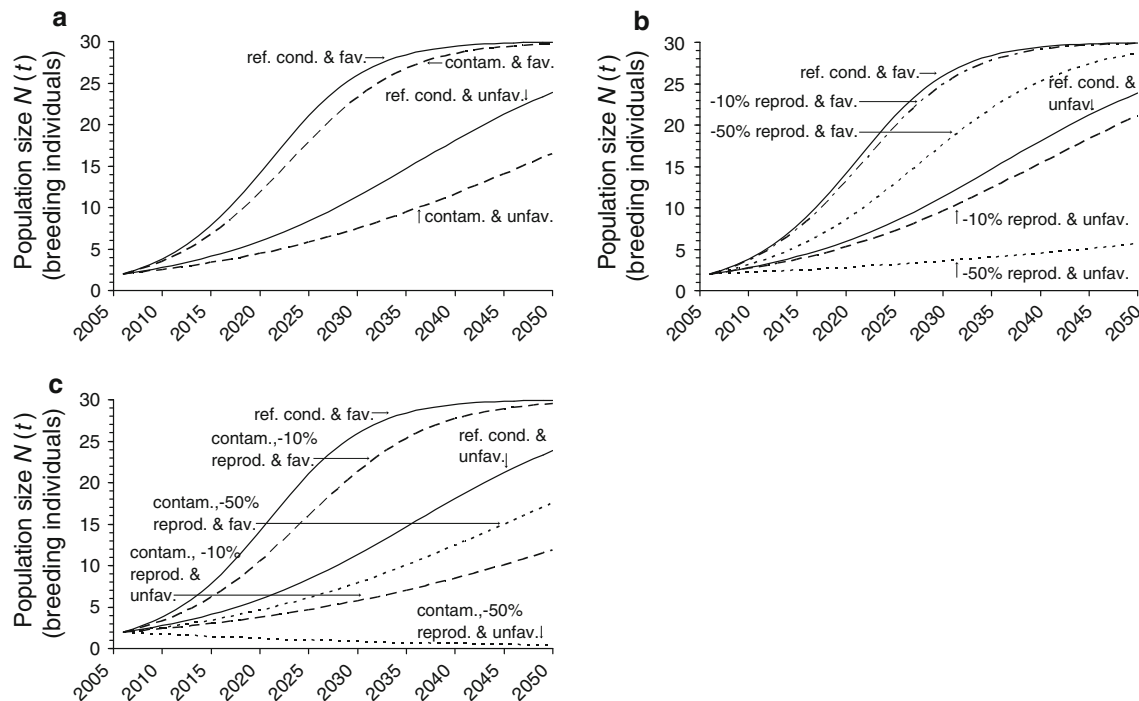 a
Population size N(t)
(breeding individuals)
30
25
20
15
10
5
0
2005
2010
2015
2020
2025
2030
2035
2040
2045
2050
ref. cond. & fav.
contam. & fav.
ref. cond. & unfav.
contam. & unfav.
b
Population size N(t)
(breeding individuals)
30
25
20
15
10
5
0
2005
2010
2015
2020
2025
2030
2035
2040
2045
2050
ref. cond. & fav.
-10% reprod. & fav.
-50% reprod. & fav.
ref. cond. &
unfav.
-10% reprod. & unfav.
-50% reprod. & unfav.
c
Population size N(t)
(breeding individuals)
30
25
20
15
10
5
0
2005
2010
2015
2020
2025
2030
2035
2040
2045
2050
ref. cond. & fav.
contam.,-10%
reprod. & fav.
ref. cond. &
unfav.
contam.,-50%
reprod. & fav.
contam., -10%
reprod. &
unfav.
contam.,-50%
reprod. & unfav.